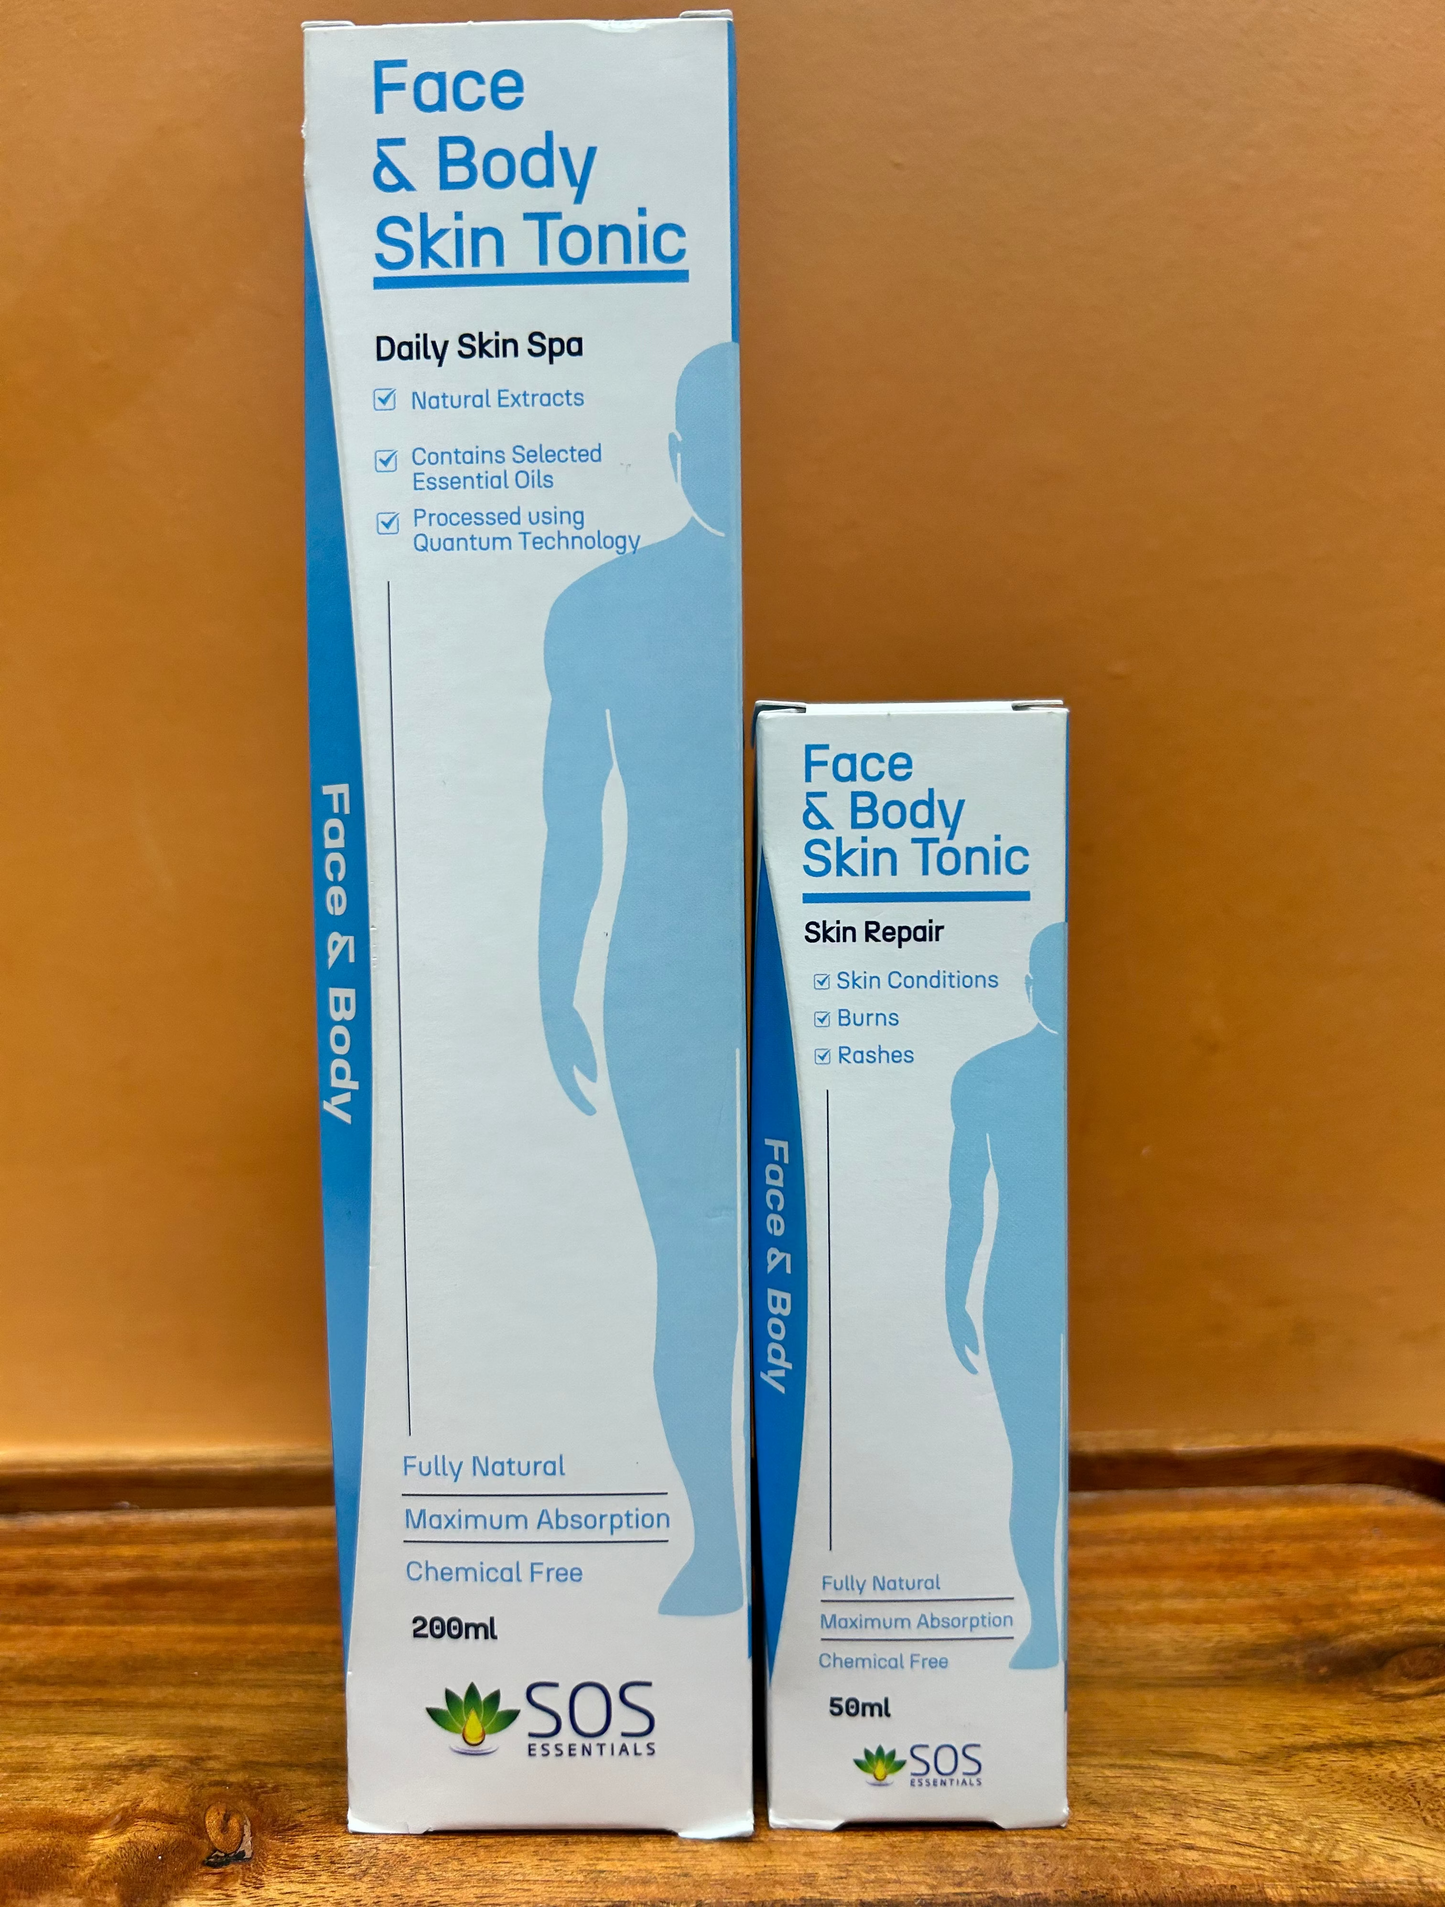 Face
& Body
Skin Tonic
Daily Skin Spa
Natural Extracts
Contains Selected
Essential Oils
Processed using
Quantum Technology
Face & Body
Fully Natural
Maximum Absorption
Chemical Free
200ml
SOS
ESSENTIALS
Face
& Body
Skin Tonic
Skin Repair
Skin Conditions
Burns
Rashes
Face & Body
Fully Natural
Maximum Absorption
Chemical Free
50ml
SOS
ESSENTIALS